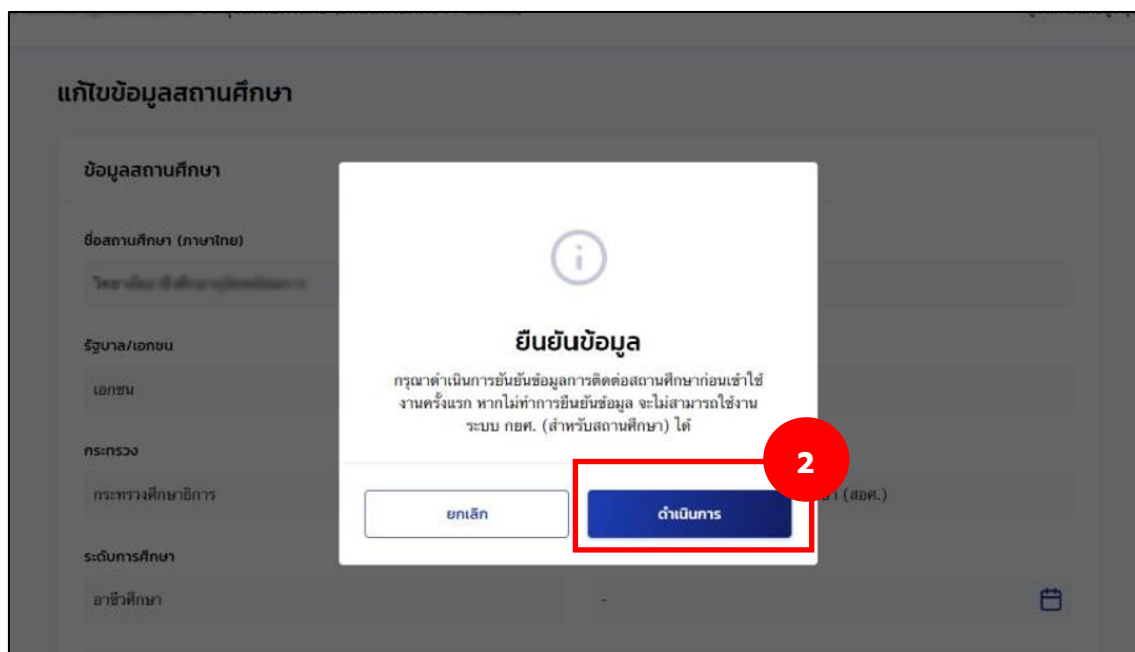 แก้ไขข้อมูลสถานศึกษา
ข้อมูลสถานศึกษา
ชื่อสถานศึกษา (ภาษาไทย)
รัฐบาล/เอกชน
เอกชน
กระทรวง
กระทรวงศึกษาธิการ
(สอศ.)
ระดับการศึกษา
อาชีวศึกษา
-
ยืนยันข้อมูล
กรุณาดำเนินการยันยันข้อมูลการติดต่อสถานศึกษาก่อนเข้าใช้
งานครั้งแรก หากไม่ทำการยืนยันข้อมูล จะไม่สามารถใช้งาน
ระบบ กยศ. (สำหรับสถานศึกษา) ได้
2
ยกเลิก
ดำเนินการ